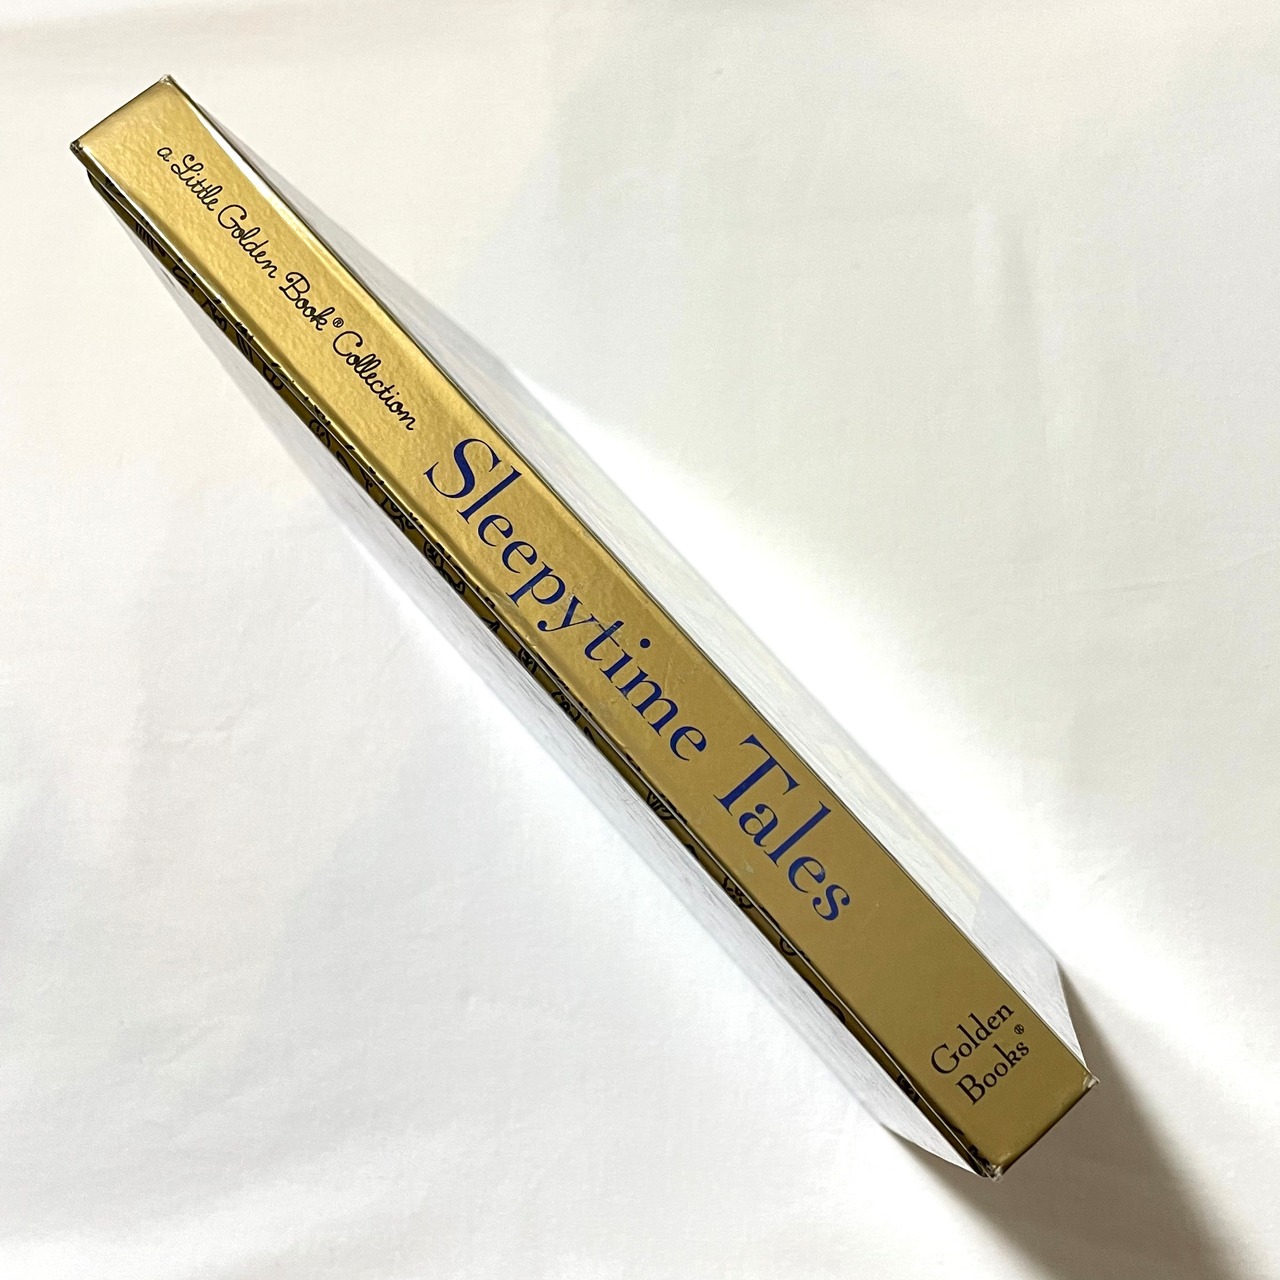 a Little Golden Book® Collection
Sleepytime Tales
Golden
Books®